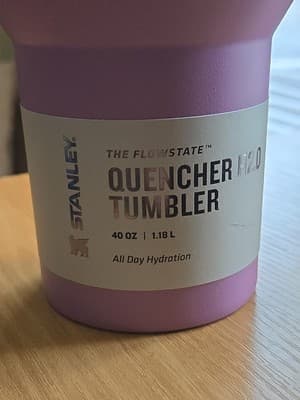 STANLEY.
THE FLOWSTATE™
QUENCHER H2.0
TUMBLER
40 OZ | 1.18 L
All Day Hydration